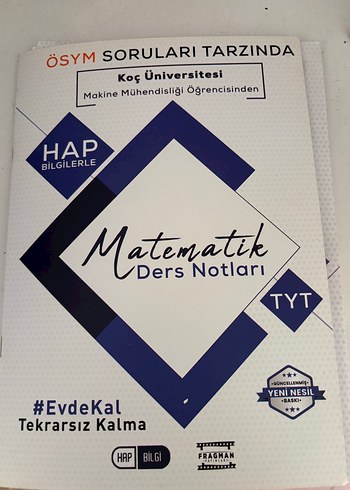 ÖSYM SORULARI TARZINDA
Koç Üniversitesi
Makine Mühendisliği Öğrencisinden
HAP
BİLGİLERLE
Matematik
Ders Notları
TYT
GÜNCELLENMİŞ
YENİ NESİL
BASKI
#EvdeKal
Tekrarsız Kalma
HAP BİLGİ
FRAGMAN
YAYINLARI